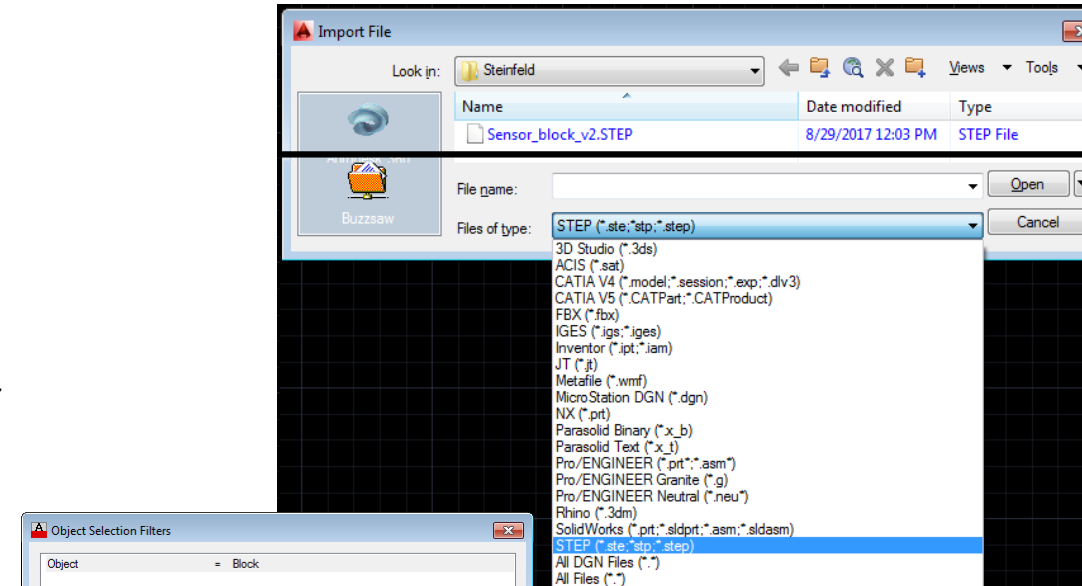 Import File
Look in: Steinfeld Views Tools
Name Date modified Type
Sensor_block_v2.STEP 8/29/2017 12:03 PM STEP File
File name: Open
Buzzsaw
Files of type: STEP (*.ste;*stp;*.step) Cancel
3D Studio (*.3ds)
ACIS (*.sat)
CATIA V4 (*.model;*.session;*.exp;*.dlv3)
CATIA V5 (*.CATPart;*.CATProduct)
FBX (*.fbx)
IGES (*.igs;*.iges)
Inventor (*.ipt;*.iam)
JT (*.jt)
Metafile (*.wmf)
MicroStation DGN (*.dgn)
NX (*.prt)
Parasolid Binary (*.x_b)
Parasolid Text (*.x_t)
Pro/ENGINEER (*.prt*;*.asm*)
Pro/ENGINEER Granite (*.g)
Pro/ENGINEER Neutral (*.neu*)
Rhino (*.3dm)
SolidWorks (*.prt;*.sldprt;*.asm;*.sldasm)
STEP (*.ste;*stp;*.step)
All DGN Files (*.*)
All Files (*.*)
Object Selection Filters
Object = Block